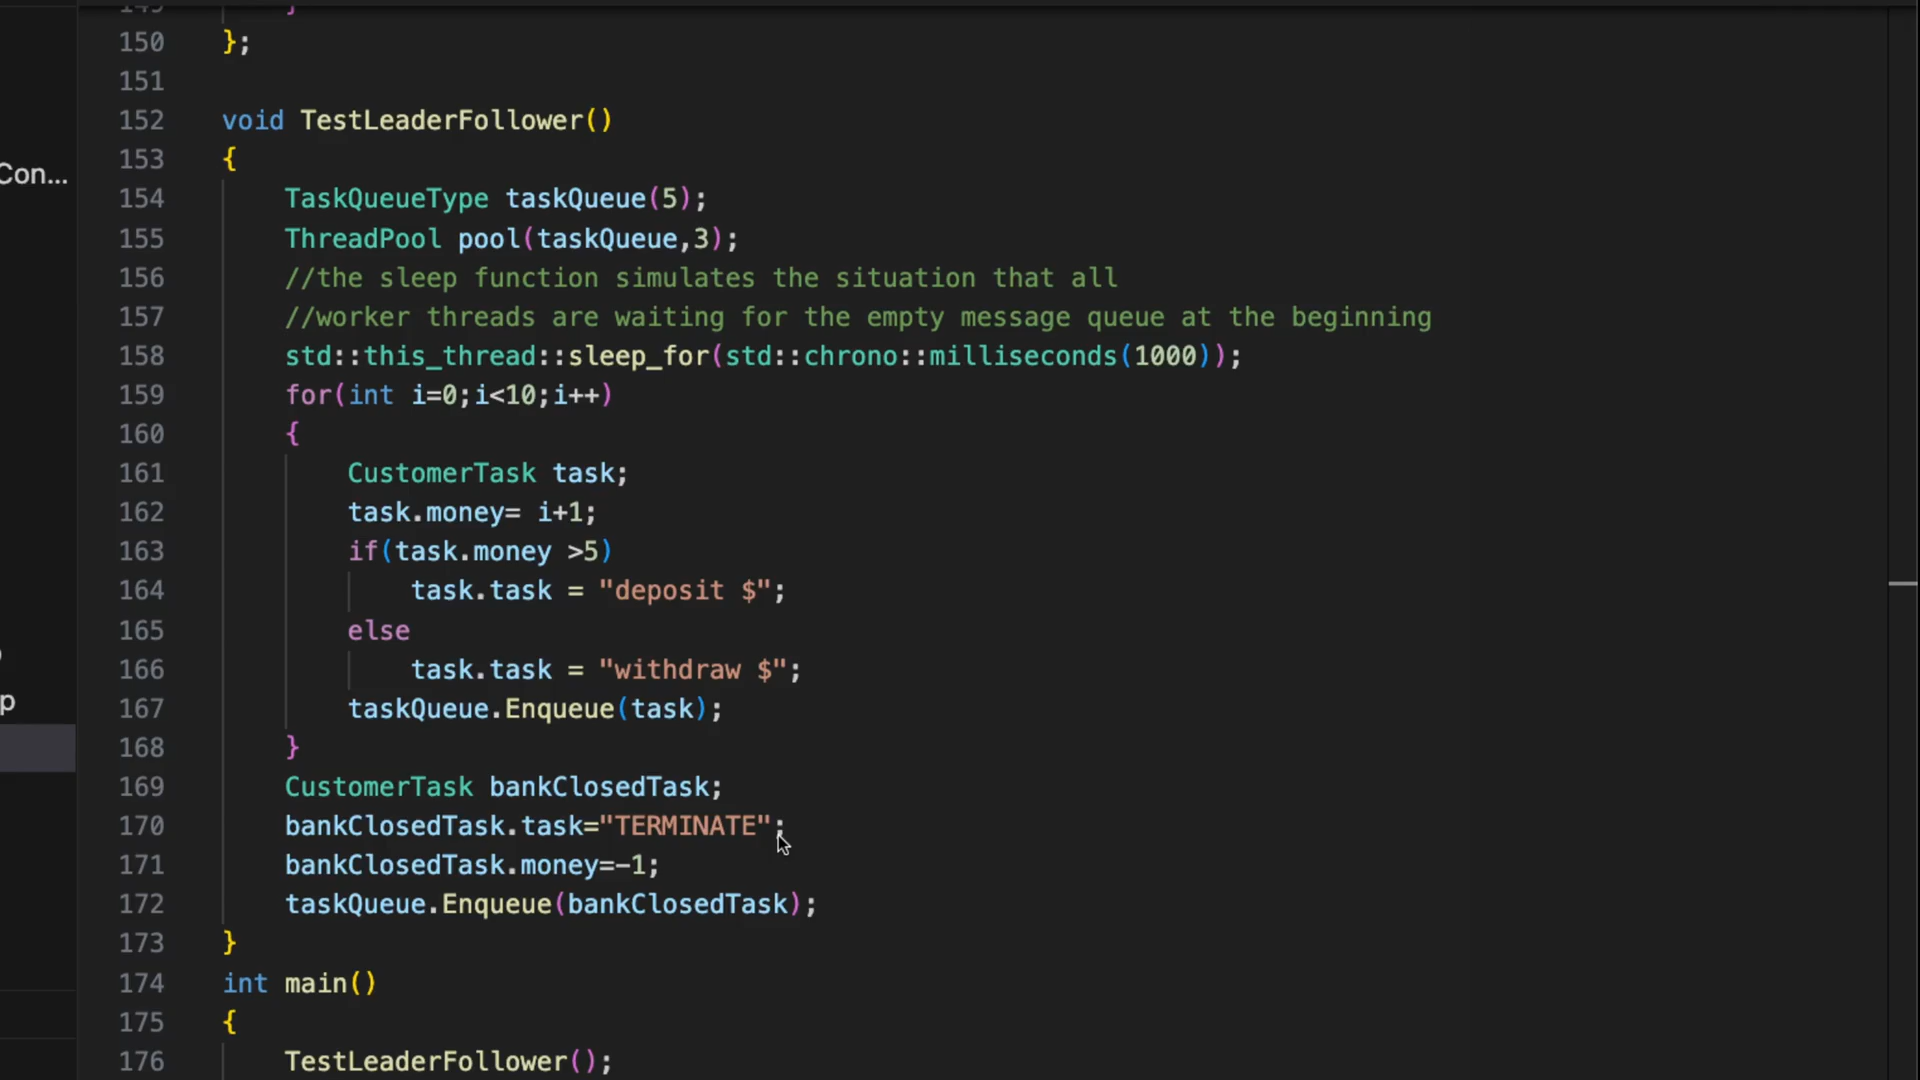 149 }
150 };
151
152 void TestLeaderFollower()
153 {
Con...
154 TaskQueueType taskQueue(5);
155 ThreadPool pool(taskQueue,3);
156 //the sleep function simulates the situation that all
157 //worker threads are waiting for the empty message queue at the beginning
158 std::this_thread::sleep_for(std::chrono::milliseconds(1000));
159 for(int i=0;i<10;i++)
160 {
161 CustomerTask task;
162 task.money= i+1;
163 if(task.money >5)
164 task.task = "deposit $";
165 else
166 task.task = "withdraw $";
p
167 taskQueue.Enqueue(task);
168 }
169 CustomerTask bankClosedTask;
170 bankClosedTask.task="TERMINATE";
171 bankClosedTask.money=-1;
172 taskQueue.Enqueue(bankClosedTask);
173 }
174 int main()
175 {
176 TestLeaderFollower();